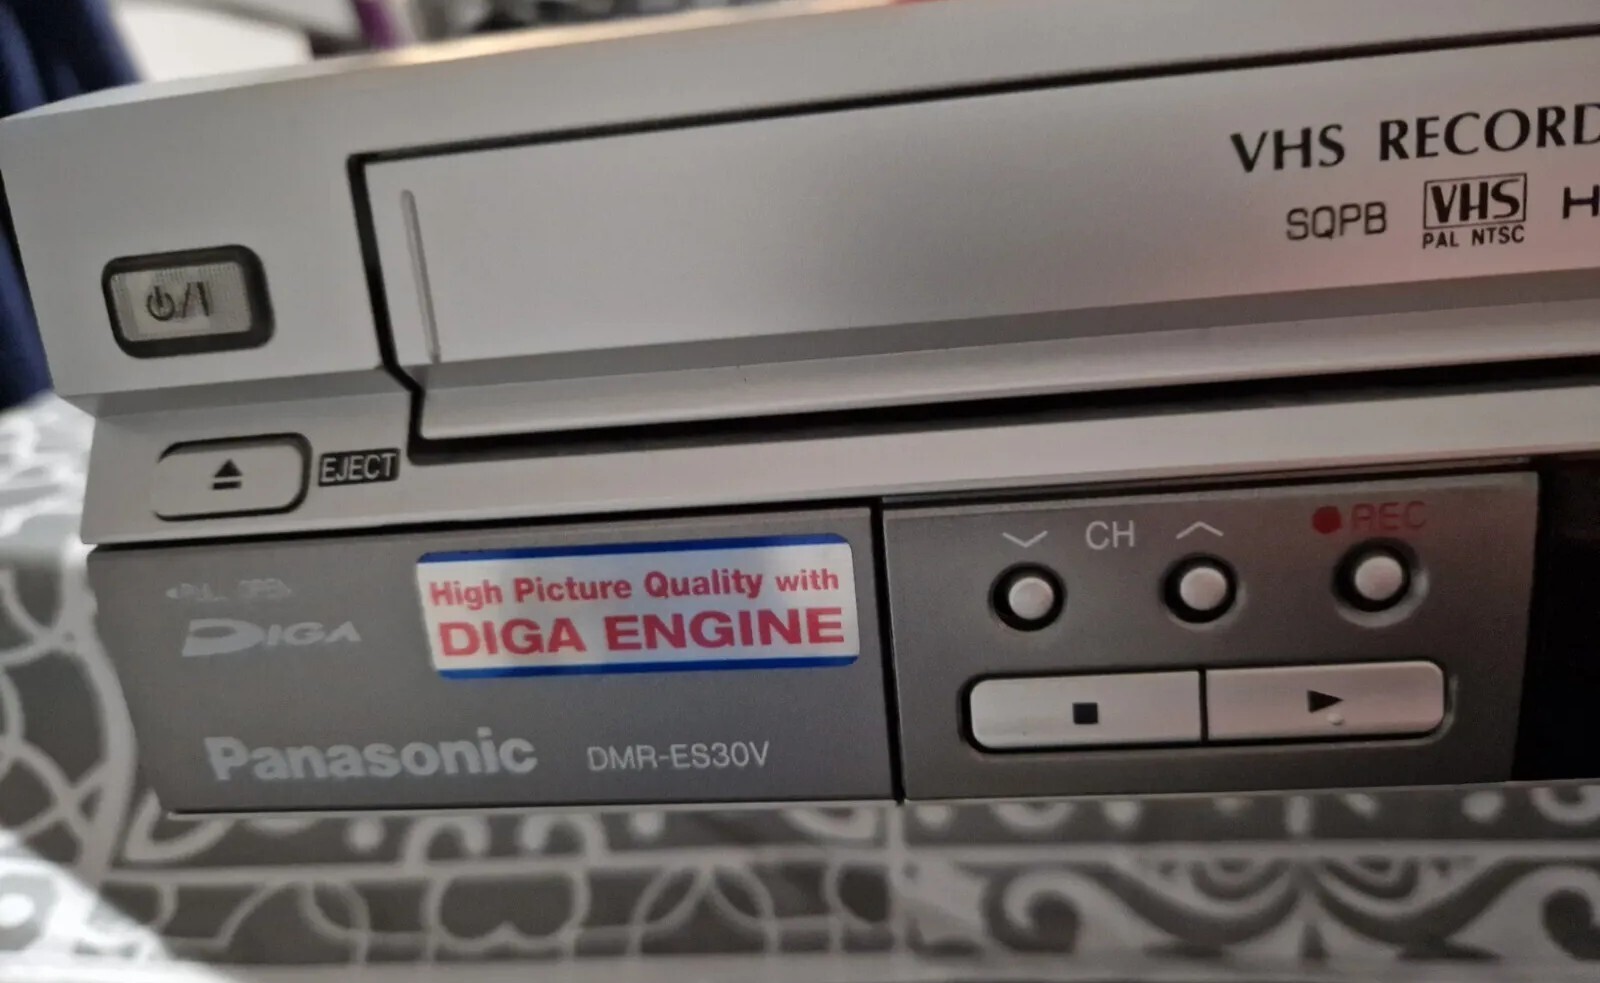 VHS RECORD
SQPB VHS H
PAL NTSC
EJECT
CH REC
High Picture Quality with
DIGA ENGINE
DIGA
Panasonic DMR-ES30V